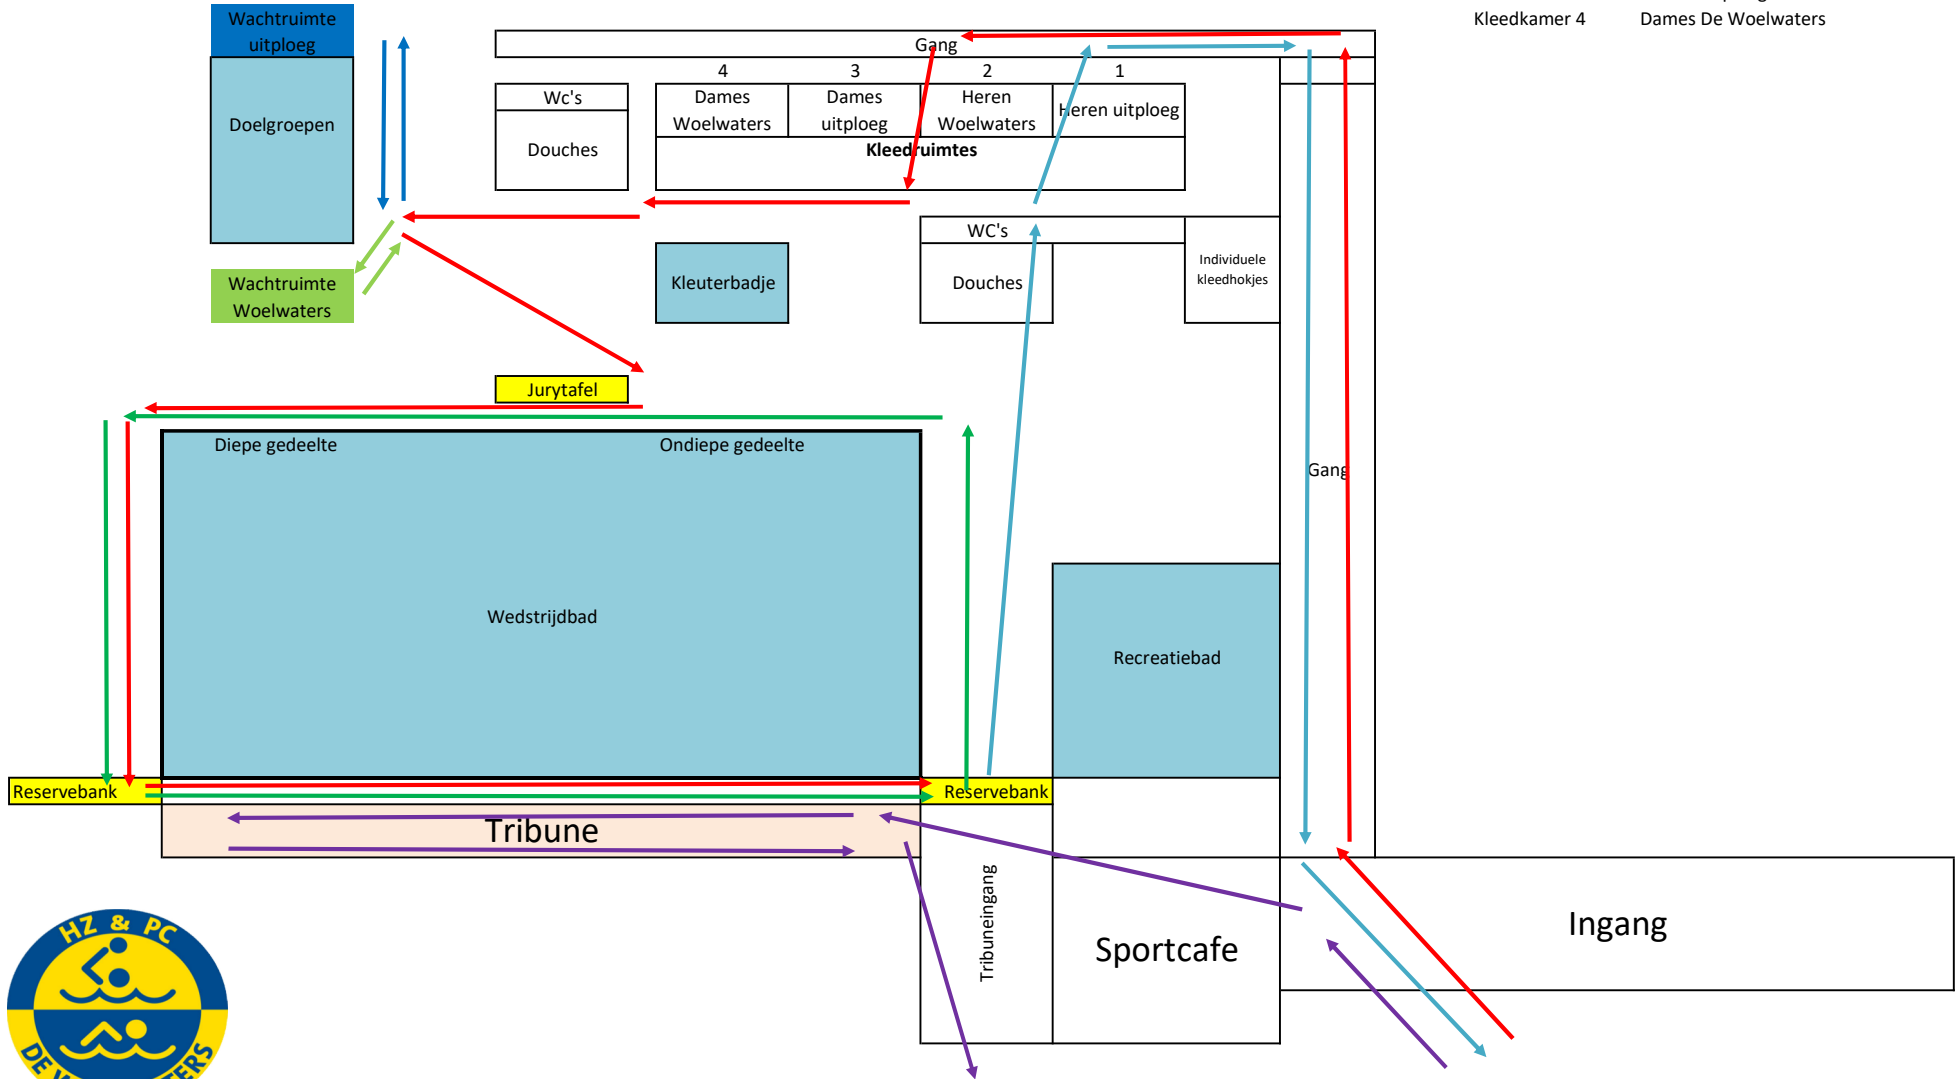 Kleedkamer 4 Dames De Woelwaters
Wachtruimte
uitploeg
Gang
4 3 2 1
Wc's
Dames
Woelwaters
Dames
uitploeg
Heren
Woelwaters
Heren uitploeg
Doelgroepen
Douches
Kleedruimtes
WC's
Individuele
kleedhokjes
Wachtruimte
Woelwaters
Kleuterbadje
Douches
Jurytafel
Diepe gedeelte
Ondiepe gedeelte
Gang
Wedstrijdbad
Recreatiebad
Reservebank
Reservebank
Tribune
Tribuneingang
Sportcafe
Ingang
HZ & PC